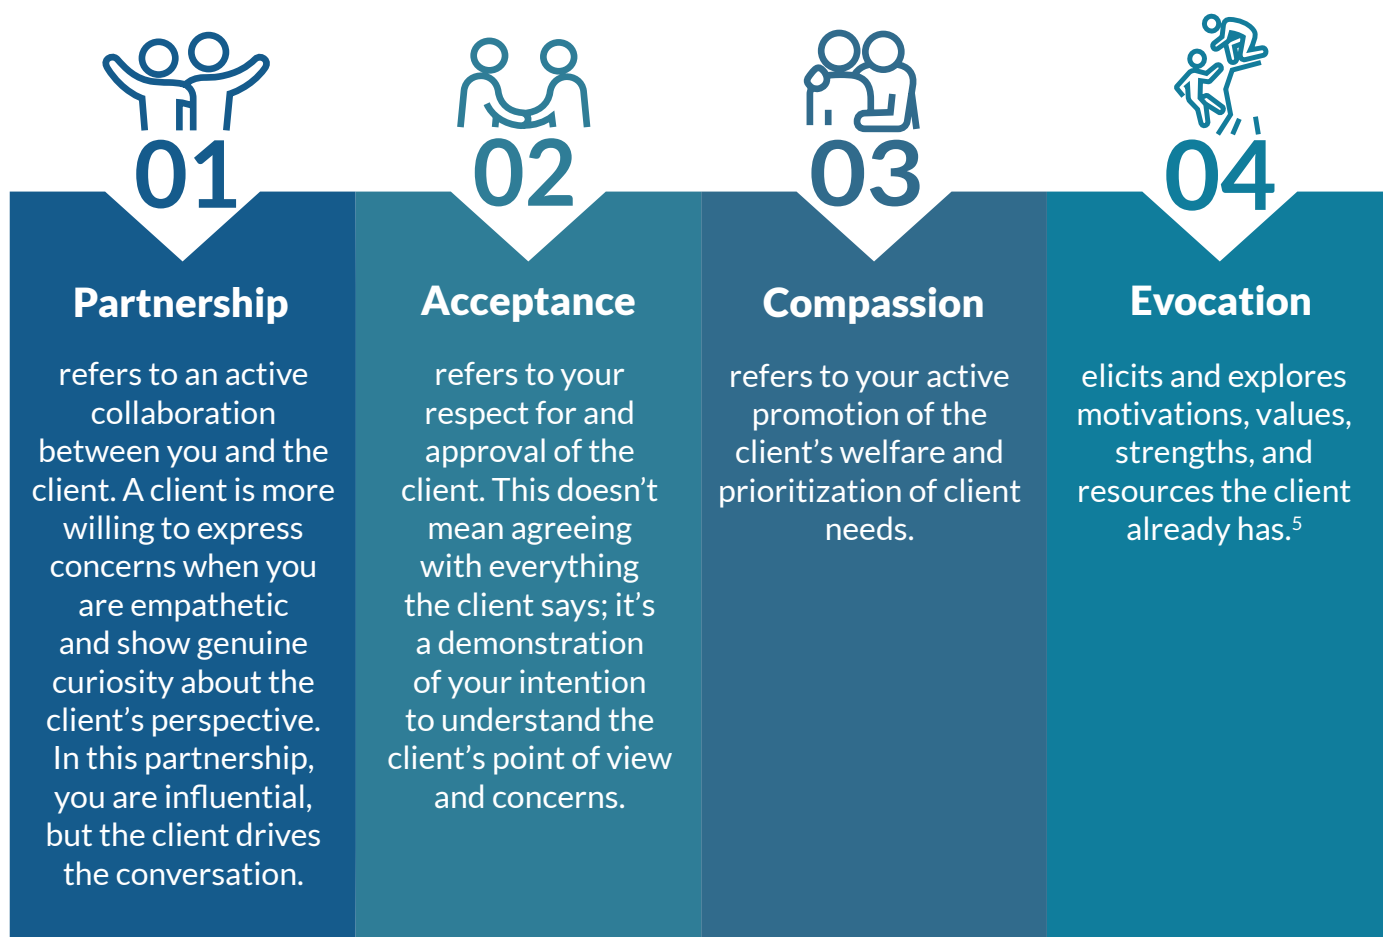 01
Partnership
refers to an active
collaboration
between you and the
client. A client is more
willing to express
concerns when you
are empathetic
and show genuine
curiosity about the
client’s perspective.
In this partnership,
you are influential,
but the client drives
the conversation.
02
Acceptance
refers to your
respect for and
approval of the
client. This doesn’t
mean agreeing
with everything
the client says; it’s
a demonstration
of your intention
to understand the
client’s point of view
and concerns.
03
Compassion
refers to your active
promotion of the
client’s welfare and
prioritization of client
needs.
04
Evocation
elicits and explores
motivations, values,
strengths, and
resources the client
already has.⁵